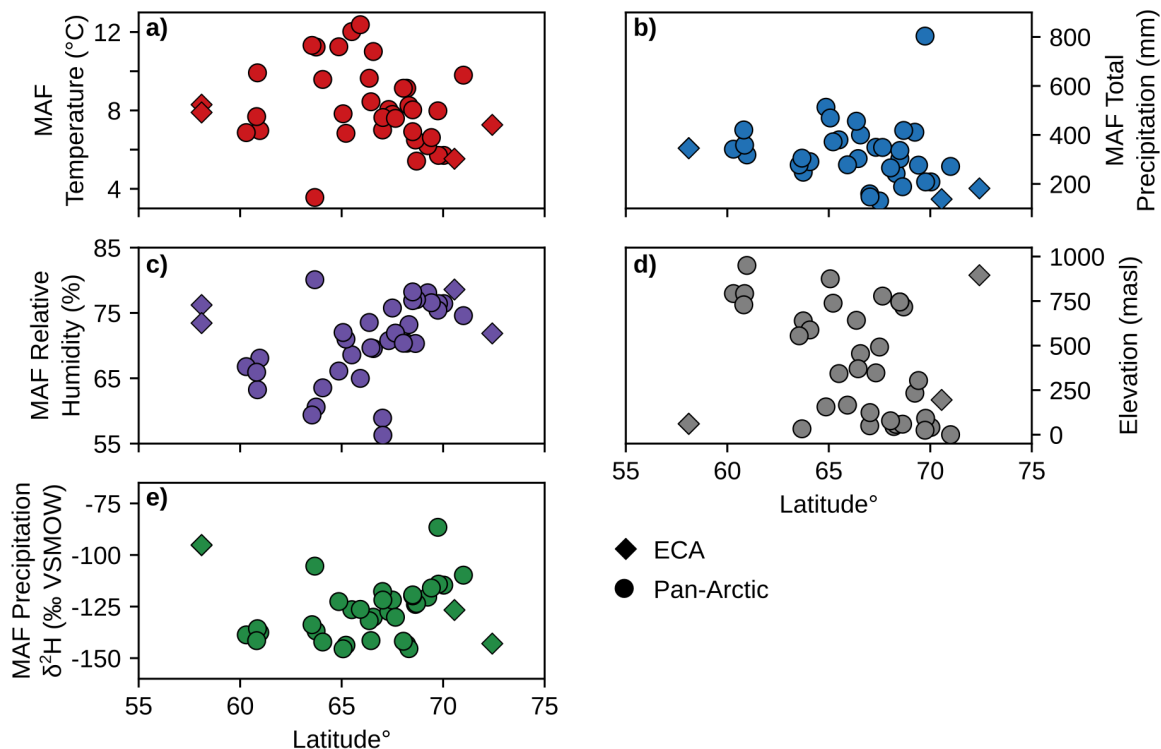 a)
12
8
4
MAF
Temperature (°C)
b)
800
600
400
200
MAF Total
Precipitation (mm)
c)
85
75
65
55
MAF Relative
Humidity (%)
d)
1000
750
500
250
0
Elevation (masl)
55 60 65 70 75
Latitude°
e)
-75
-100
-125
-150
MAF Precipitation
δ²H (‰ VSMOW)
55 60 65 70 75
Latitude°
ECA
Pan-Arctic